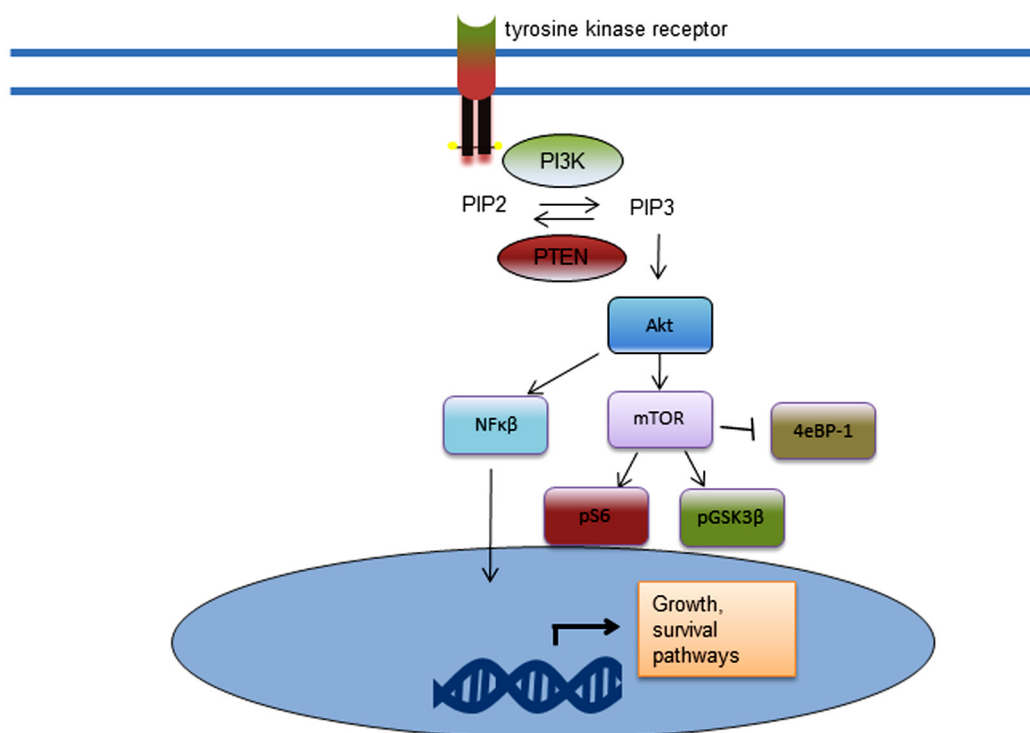 tyrosine kinase receptor
PI3K
PIP2
PIP3
PTEN
Akt
NFκβ
mTOR
4eBP-1
pS6
pGSK3β
Growth,
survival
pathways